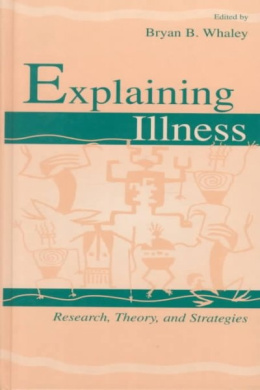 Edited by
Bryan B. Whaley
Explaining
Illness
Research, Theory, and Strategies